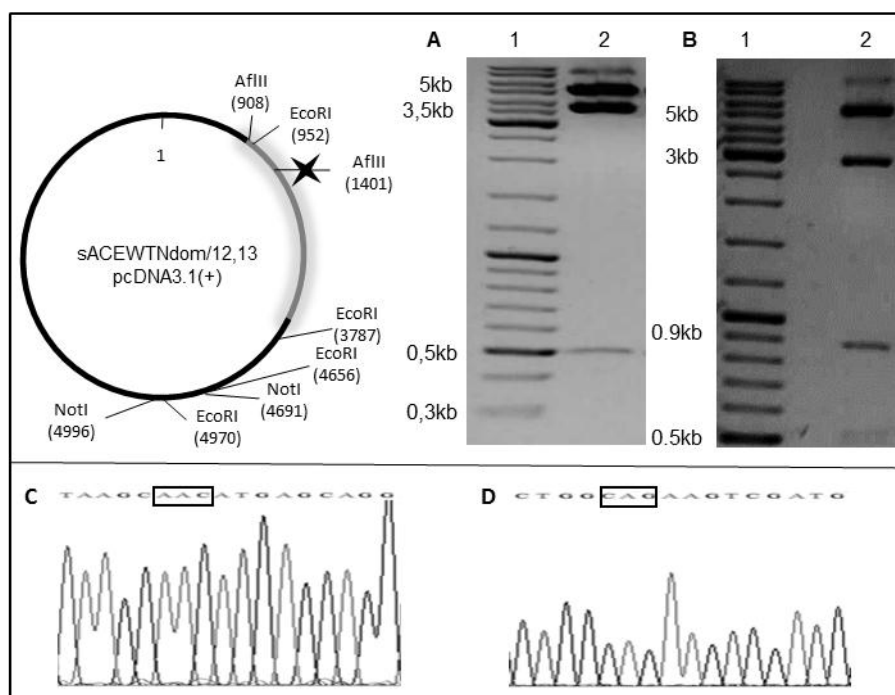 A
B
1
2
1
2
AflII
(908)
EcoRI
(952)
AflII
(1401)
1
sACEWTNdom/12,13
pcDNA3.1(+)
EcoRI
(3787)
EcoRI
(4656)
NotI
(4691)
EcoRI
(4970)
NotI
(4996)
5kb
3,5kb
0,5kb
0,3kb
5kb
3kb
0.9kb
0.5kb
C
T A A G C A A C A T G A G C A G G
D
C T G G C A G A A G T C G A T G